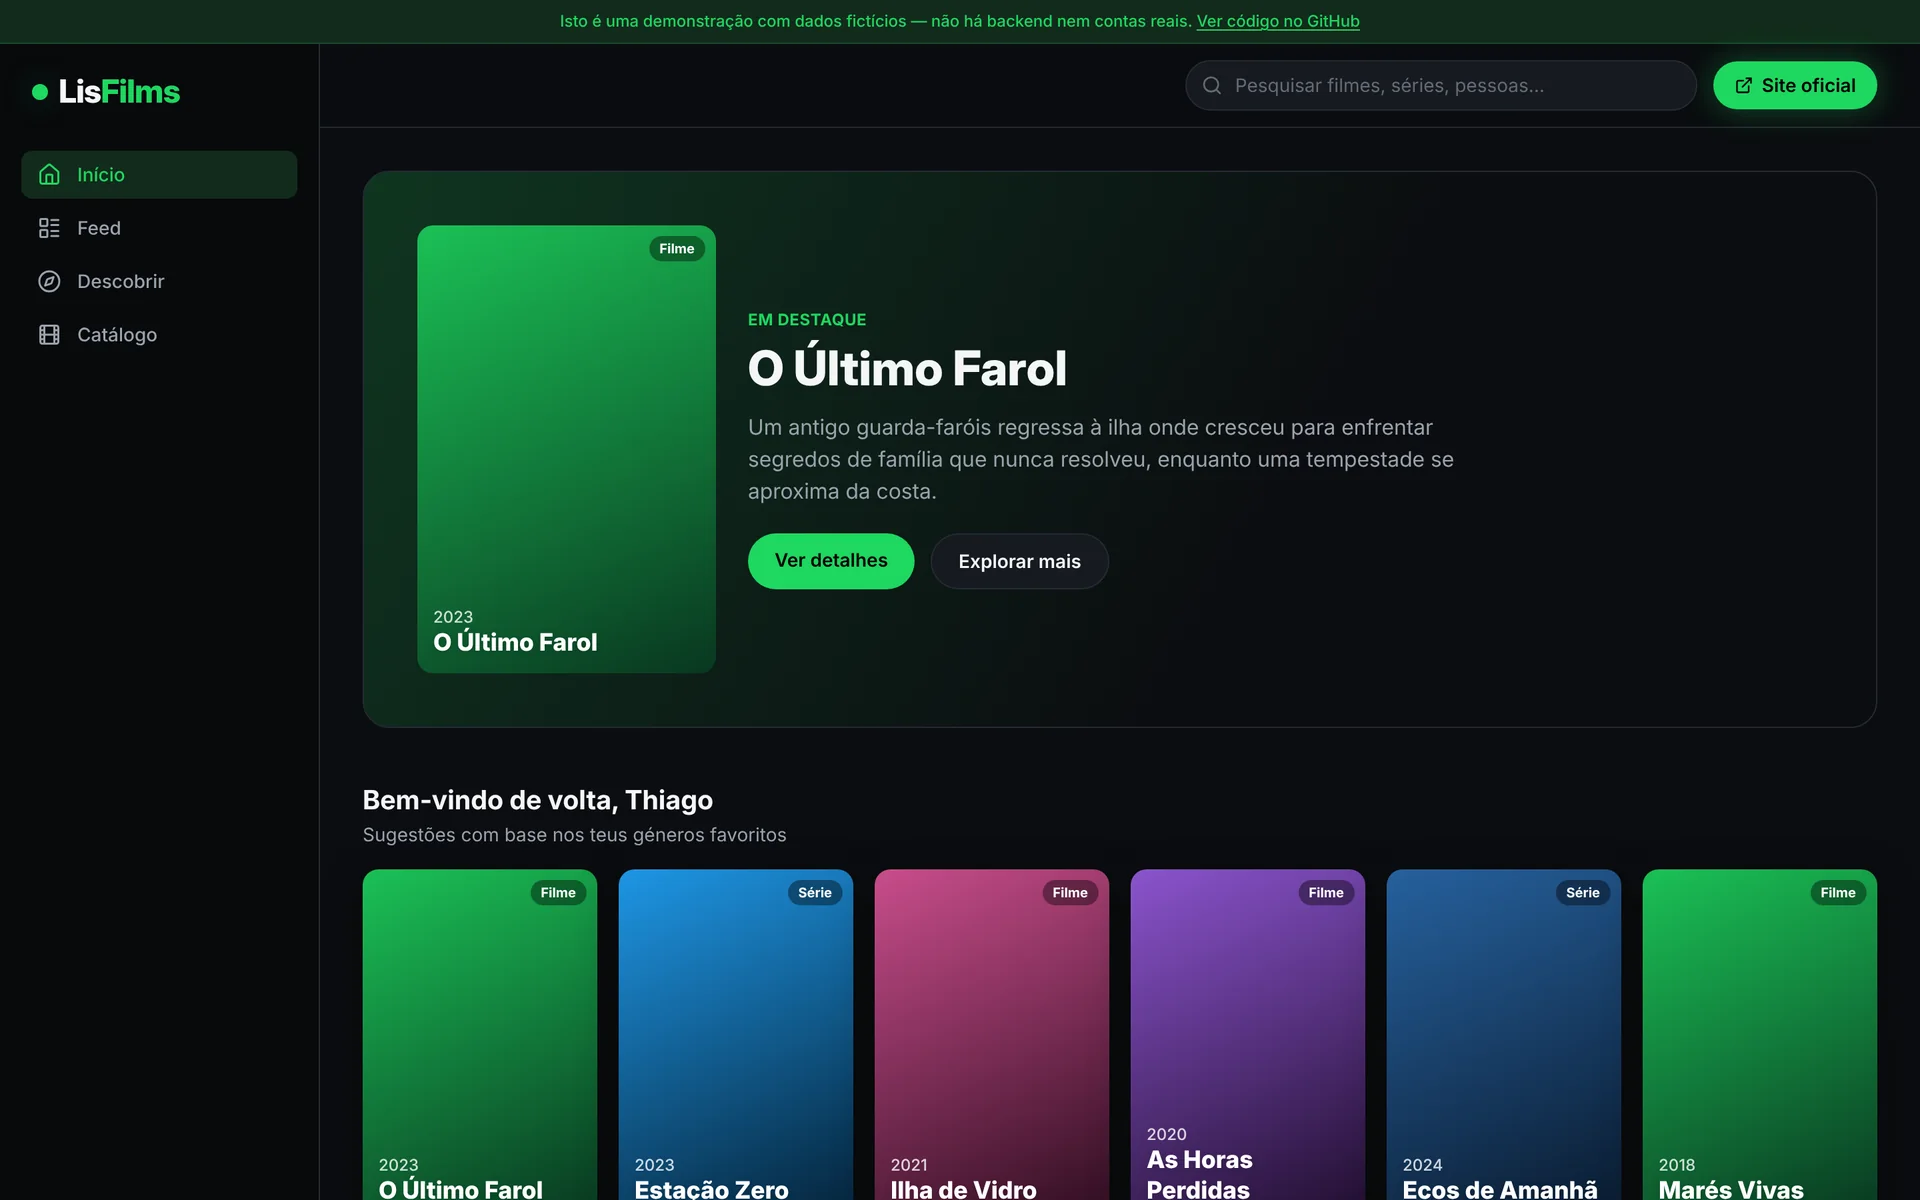 Isto é uma demonstração com dados fictícios — não há backend nem contas reais. Ver código no GitHub
LisFilms
Pesquisar filmes, séries, pessoas...
Site oficial
Início
Feed
Descobrir
Catálogo
Filme
2023
O Último Farol
EM DESTAQUE
O Último Farol
Um antigo guarda-faróis regressa à ilha onde cresceu para enfrentar
segredos de família que nunca resolveu, enquanto uma tempestade se
aproxima da costa.
Ver detalhes
Explorar mais
Bem-vindo de volta, Thiago
Sugestões com base nos teus géneros favoritos
Filme
2023
O Último Farol
Série
2023
Estação Zero
Filme
2021
Ilha de Vidro
Filme
2020
As Horas
Perdidas
Série
2024
Ecos de Amanhã
Filme
2018
Marés Vivas